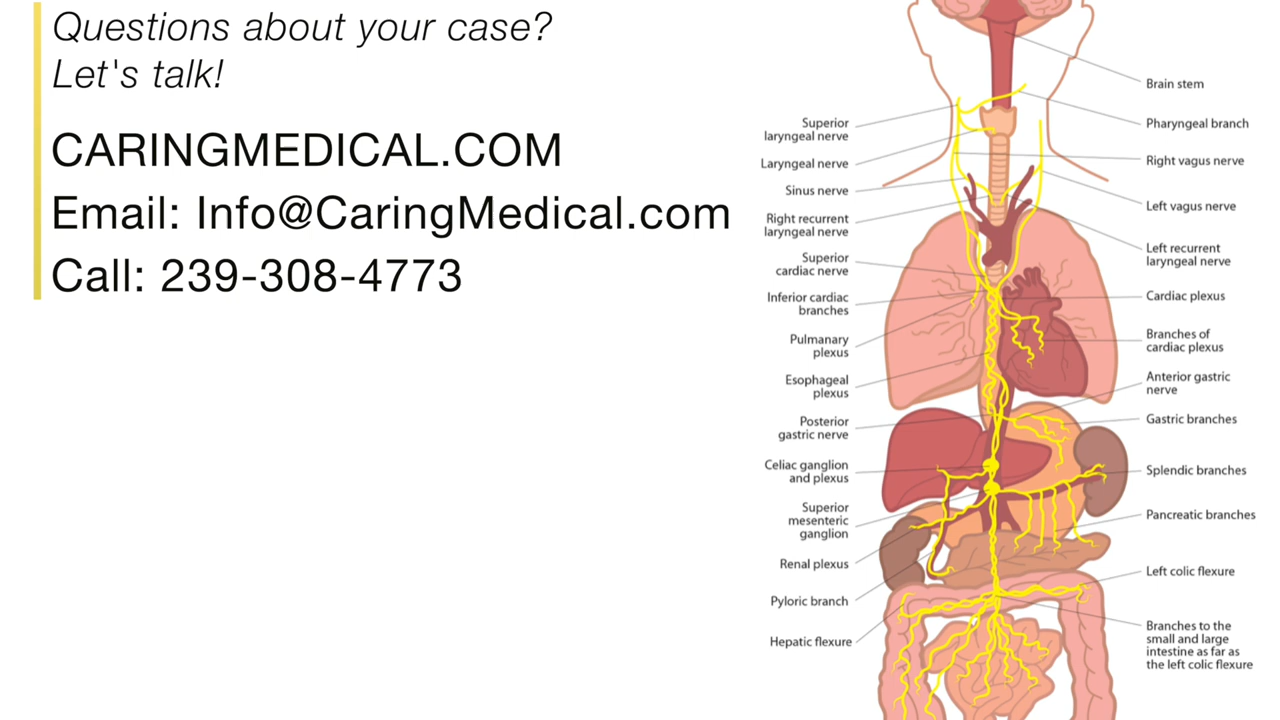 Questions about your case?
Let's talk!
CARINGMEDICAL.COM
Email: Info@CaringMedical.com
Call: 239-308-4773
Superior
laryngeal nerve
Laryngeal nerve
Sinus nerve
Right recurrent
laryngeal nerve
Superior
cardiac nerve
Inferior cardiac
branches
Pulmanary
plexus
Esophageal
plexus
Posterior
gastric nerve
Celiac ganglion
and plexus
Superior
mesenteric
ganglion
Renal plexus
Pyloric branch
Hepatic flexure
Brain stem
Pharyngeal branch
Right vagus nerve
Left vagus nerve
Left recurrent
laryngeal nerve
Cardiac plexus
Branches of
cardiac plexus
Anterior gastric
nerve
Gastric branches
Splendic branches
Pancreatic branches
Left colic flexure
Branches to the
small and large
intestine as far as
the left colic flexure